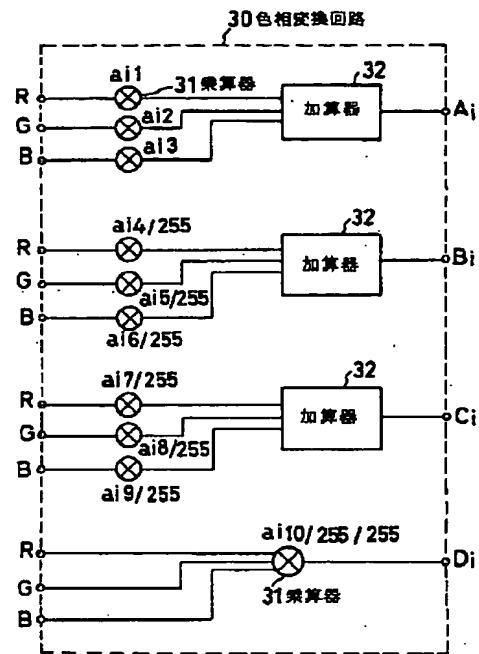 30色相変換回路
R
ai1
31乗算器
32
加算器
Ai
G
ai2
B
ai3
R
ai4/255
32
加算器
Bi
G
ai5/255
B
ai6/255
R
ai7/255
32
加算器
Ci
G
ai8/255
B
ai9/255
R
ai10/255/255
Di
G
31乗算器
B